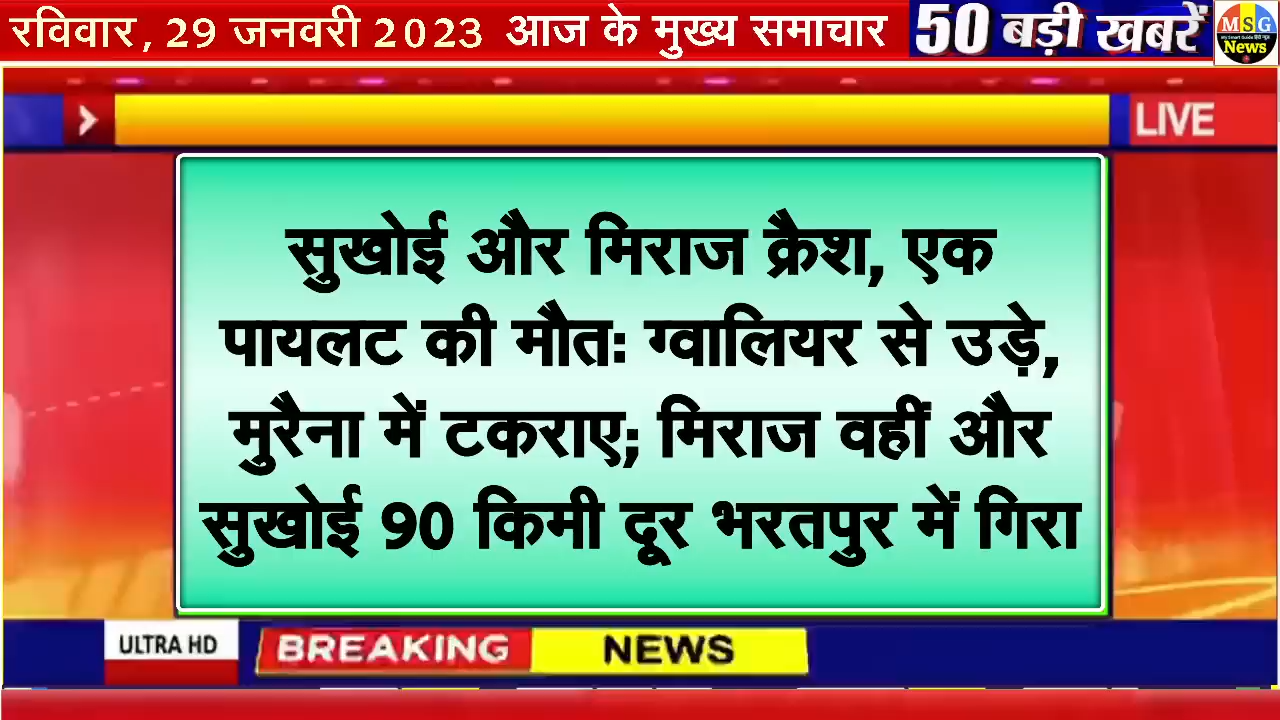 रविवार, 29 जनवरी 2023 आज के मुख्य समाचार 50 बड़ी खबरें
MSG
News
LIVE
सुखोई और मिराज क्रैश, एक
पायलट की मौतः ग्वालियर से उड़े,
मुरैना में टकराए; मिराज वहीं और
सुखोई 90 किमी दूर भरतपुर में गिरा
ULTRA HD BREAKING NEWS